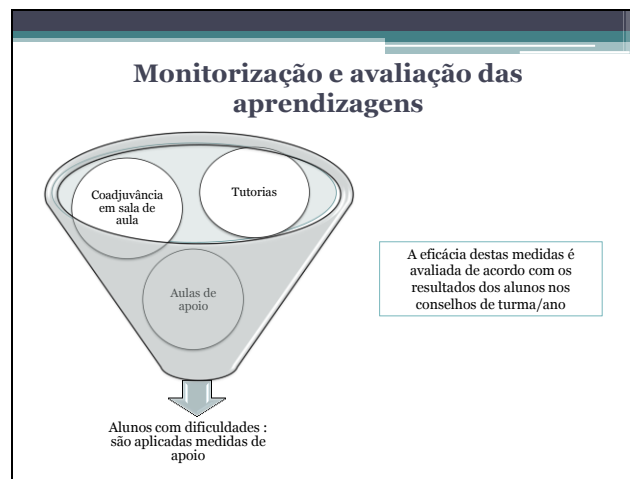 Monitorização e avaliação das
aprendizagens
Coadjuvância
em sala de
aula
Tutorias
Aulas de
apoio
A eficácia destas medidas é
avaliada de acordo com os
resultados dos alunos nos
conselhos de turma/ano
Alunos com dificuldades :
são aplicadas medidas de
apoio